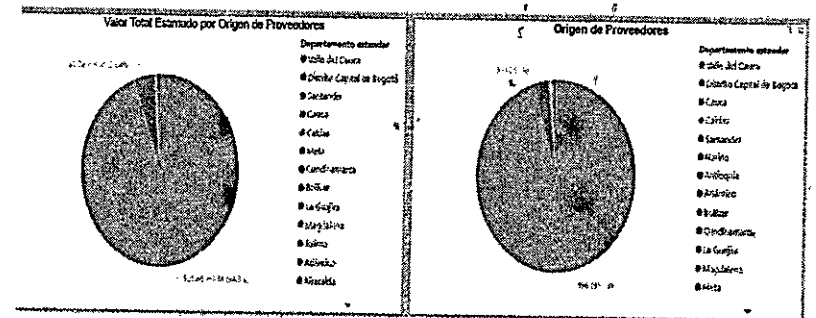 Valor Total Estimado por Origen de Proveedores
Departamento estandar
Valle del Cauca
Distrito Capital de Bogotá
Santander
Cauca
Caldas
Meta
Cundinamarca
Bolívar
La Guajira
Magdalena
Tolima
Atlántico
Risaralda
Origen de Proveedores
Departamento estandar
Valle del Cauca
Distrito Capital de Bogotá
Cauca
Caldas
Santander
Nariño
Antioquia
Atlántico
Bolívar
Cundinamarca
La Guajira
Magdalena
Meta